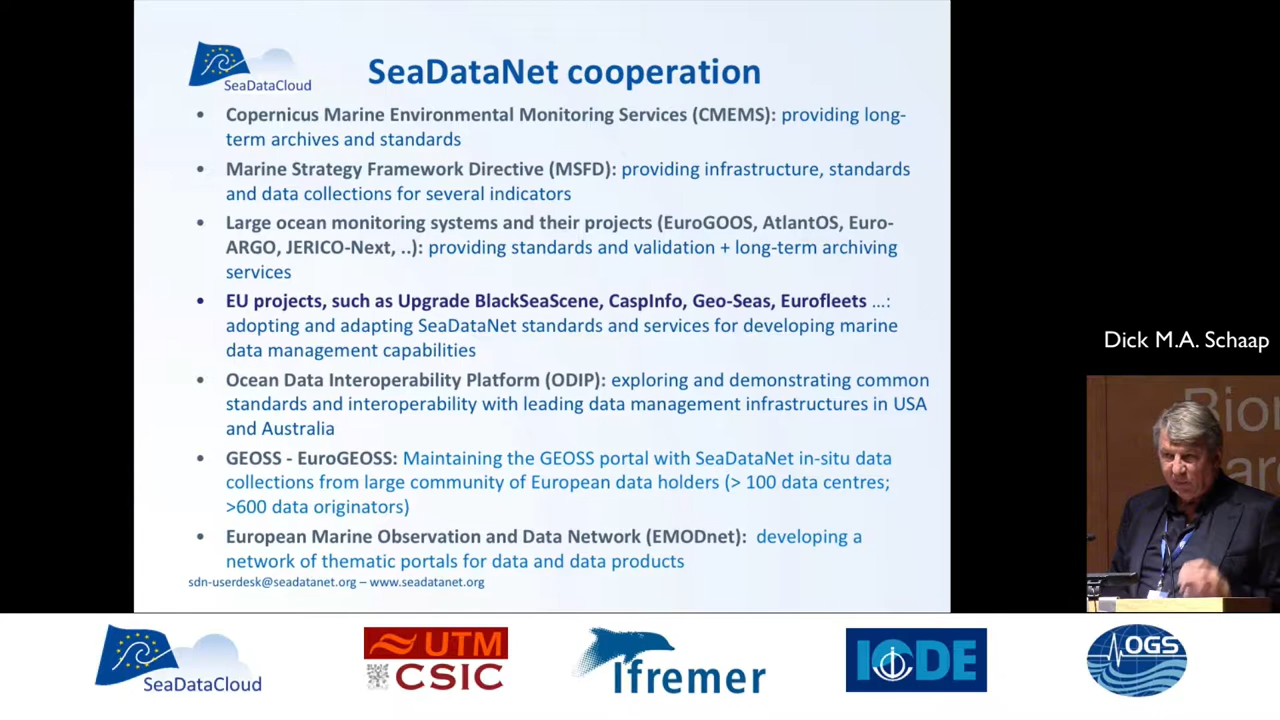 SeaDataCloud
SeaDataNet cooperation
• Copernicus Marine Environmental Monitoring Services (CMEMS): providing long-
term archives and standards
• Marine Strategy Framework Directive (MSFD): providing infrastructure, standards
and data collections for several indicators
• Large ocean monitoring systems and their projects (EuroGOOS, AtlantOS, Euro-
ARGO, JERICO-Next, ..): providing standards and validation + long-term archiving
services
• EU projects, such as Upgrade BlackSeaScene, CaspInfo, Geo-Seas, Eurofleets ...:
adopting and adapting SeaDataNet standards and services for developing marine
data management capabilities
• Ocean Data Interoperability Platform (ODIP): exploring and demonstrating common
standards and interoperability with leading data management infrastructures in USA
and Australia
• GEOSS - EuroGEOSS: Maintaining the GEOSS portal with SeaDataNet in-situ data
collections from large community of European data holders (> 100 data centres;
>600 data originators)
• European Marine Observation and Data Network (EMODnet): developing a
network of thematic portals for data and data products
sdn-userdesk@seadatanet.org – www.seadatanet.org
Dick M.A. Schaap
Bior
ar
SeaDataCloud
UTM
CSIC
Ifremer
IODE
OGS